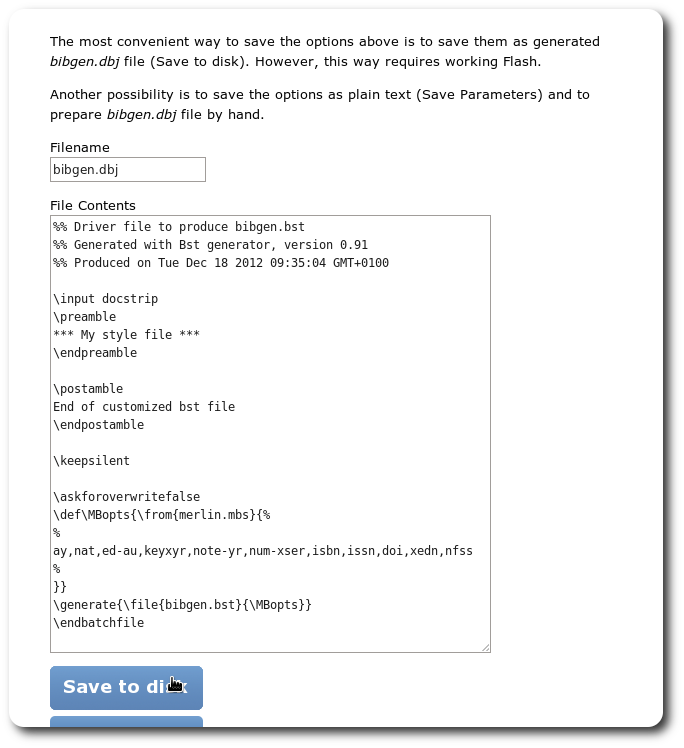 The most convenient way to save the options above is to save them as generated
bibgen.dbj file (Save to disk). However, this way requires working Flash.
Another possibility is to save the options as plain text (Save Parameters) and to
prepare bibgen.dbj file by hand.
Filename
bibgen.dbj
File Contents
%% Driver file to produce bibgen.bst
%% Generated with Bst generator, version 0.91
%% Produced on Tue Dec 18 2012 09:35:04 GMT+0100
\input docstrip
\preamble
*** My style file ***
\endpreamble
\postamble
End of customized bst file
\endpostamble
\keepsilent
\askforoverwritefalse
\def\MBopts{\from{merlin.mbs}{%
%
ay,nat,ed-au,keyxyr,note-yr,num-xser,isbn,issn,doi,xedn,nfss
%
}}
\generate{\file{bibgen.bst}{\MBopts}}
\endbatchfile
Save to disk